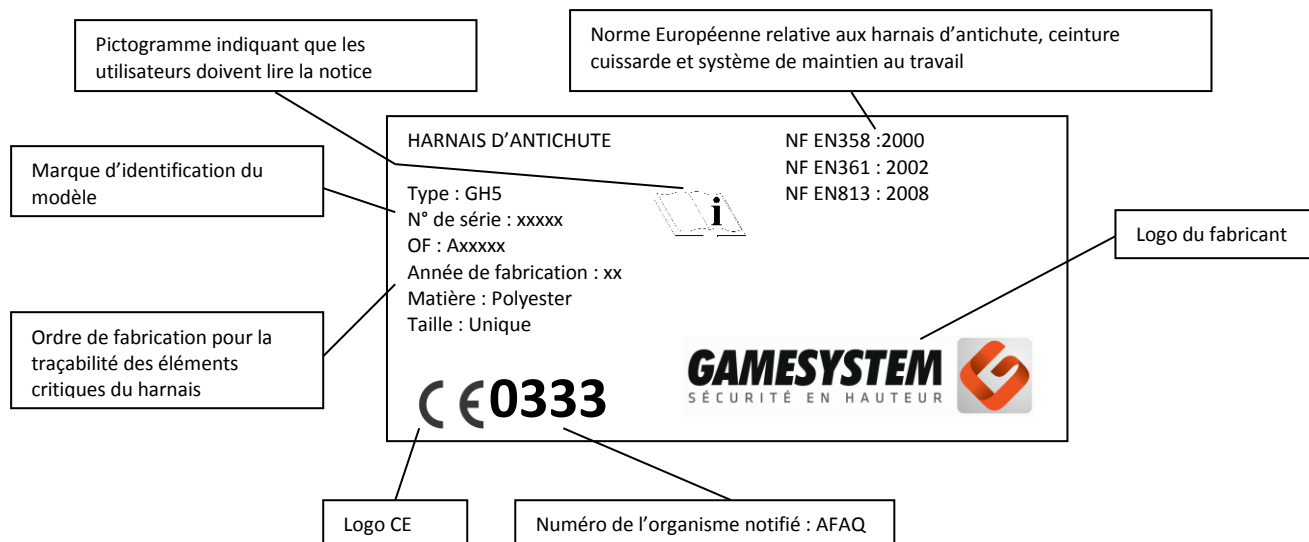 Pictogramme indiquant que les
utilisateurs doivent lire la notice
Norme Européenne relative aux harnais d'antichute, ceinture
cuissarde et système de maintien au travail
Marque d'identification du
modèle
Ordre de fabrication pour la
traçabilité des éléments
critiques du harnais
HARNAIS D'ANTICHUTE
Type : GH5
N° de série : xxxxx
OF : Axxxxx
Année de fabrication : xx
Matière : Polyester
Taille : Unique
i
NF EN358 :2000
NF EN361 : 2002
NF EN813 : 2008
CE 0333
GAMESYSTEM
SÉCURITÉ EN HAUTEUR
Logo du fabricant
Logo CE
Numéro de l'organisme notifié : AFAQ